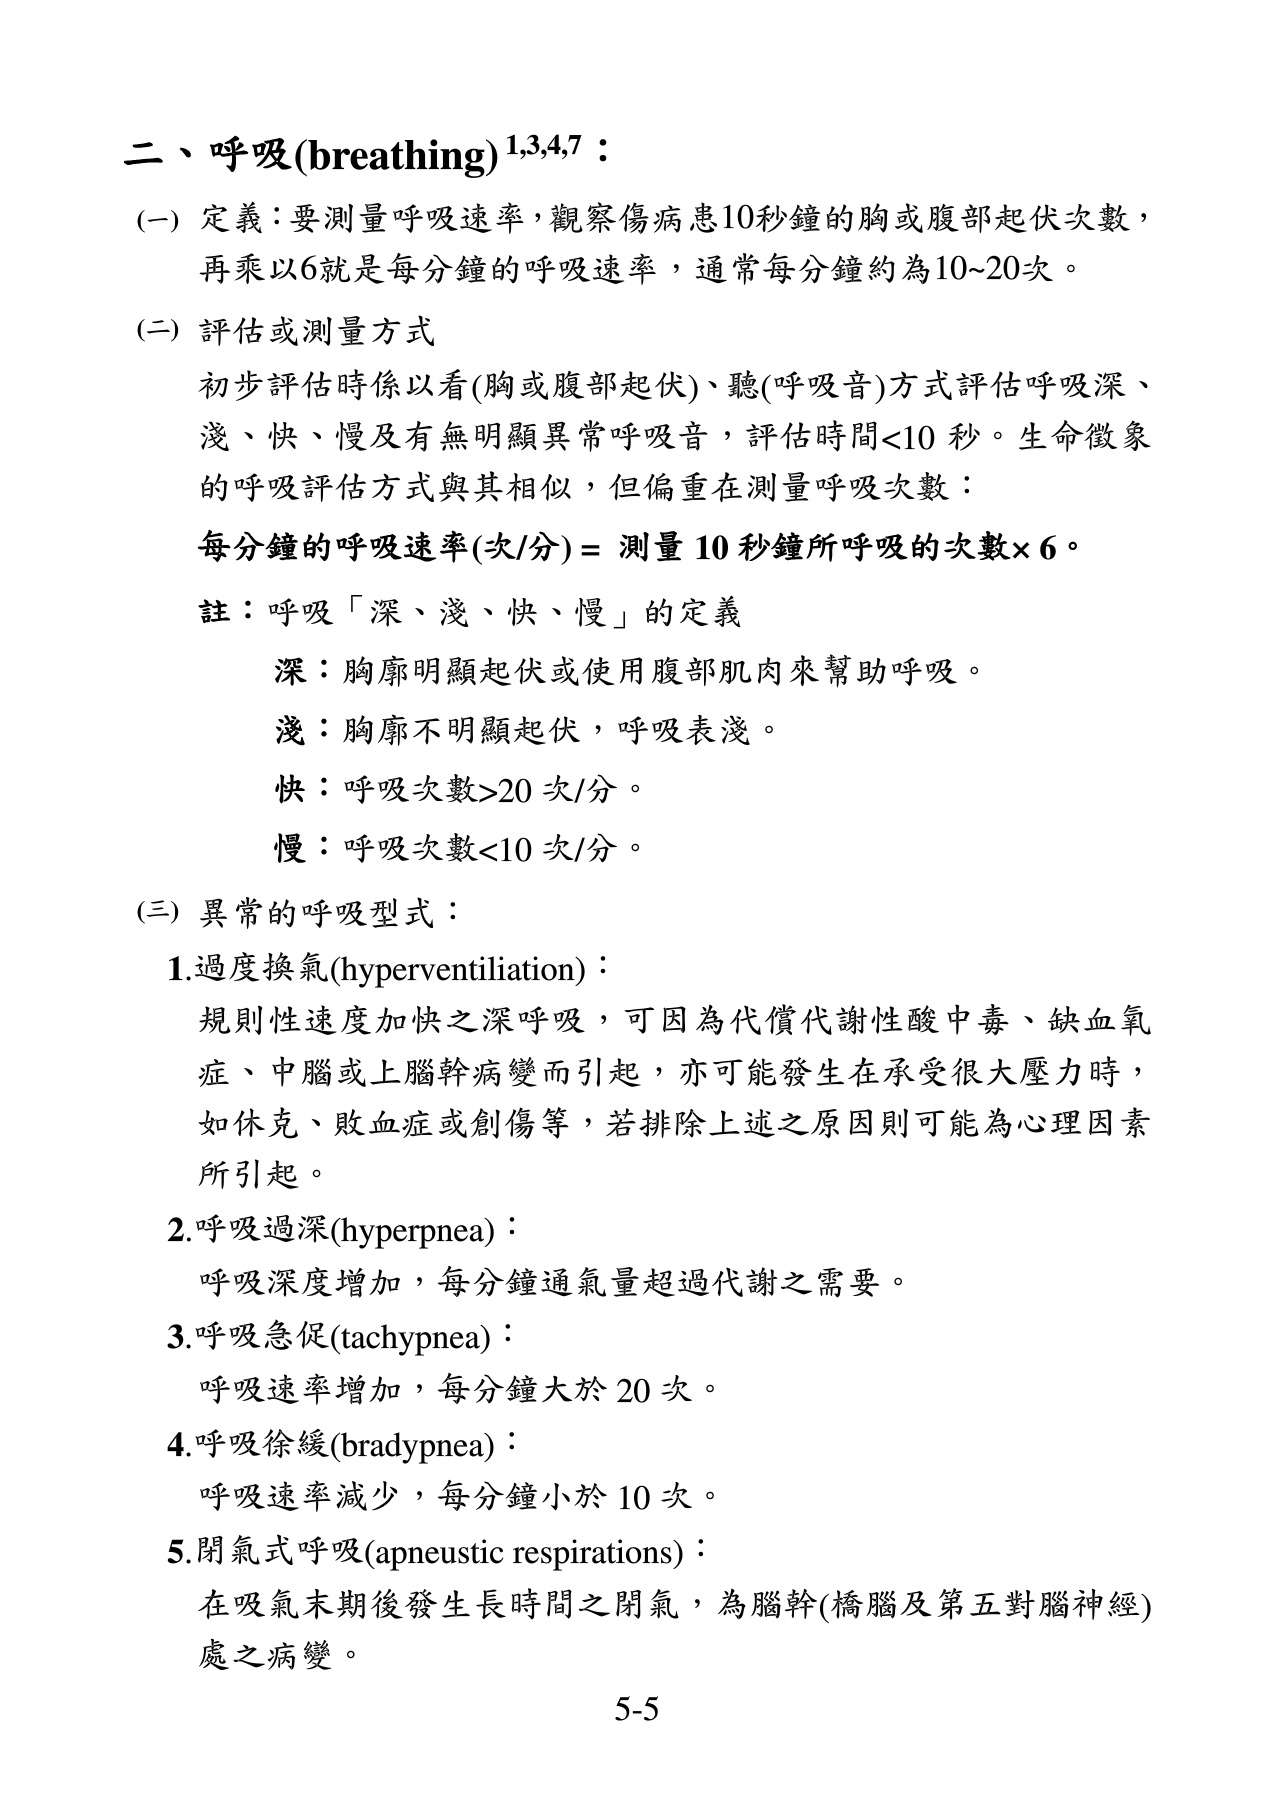 二、呼吸(breathing) 1,3,4,7：
(一) 定義：要測量呼吸速率，觀察傷病患10秒鐘的胸或腹部起伏次數，
再乘以6就是每分鐘的呼吸速率，通常每分鐘約為10~20次。
(二) 評估或測量方式
初步評估時係以看(胸或腹部起伏)、聽(呼吸音)方式評估呼吸深、
淺、快、慢及有無明顯異常呼吸音，評估時間<10 秒。生命徵象
的呼吸評估方式與其相似，但偏重在測量呼吸次數：
每分鐘的呼吸速率(次/分) = 測量 10 秒鐘所呼吸的次數× 6。
註：呼吸「深、淺、快、慢」的定義
深：胸廓明顯起伏或使用腹部肌肉來幫助呼吸。
淺：胸廓不明顯起伏，呼吸表淺。
快：呼吸次數>20 次/分。
慢：呼吸次數<10 次/分。
(三) 異常的呼吸型式：
1.過度換氣(hyperventiliation)：
規則性速度加快之深呼吸，可因為代償代謝性酸中毒、缺血氧
症、中腦或上腦幹病變而引起，亦可能發生在承受很大壓力時，
如休克、敗血症或創傷等，若排除上述之原因則可能為心理因素
所引起。
2.呼吸過深(hyperpnea)：
呼吸深度增加，每分鐘通氣量超過代謝之需要。
3.呼吸急促(tachypnea)：
呼吸速率增加，每分鐘大於 20 次。
4.呼吸徐緩(bradypnea)：
呼吸速率減少，每分鐘小於 10 次。
5.閉氣式呼吸(apneustic respirations)：
在吸氣末期後發生長時間之閉氣，為腦幹(橋腦及第五對腦神經)
處之病變。
5-5